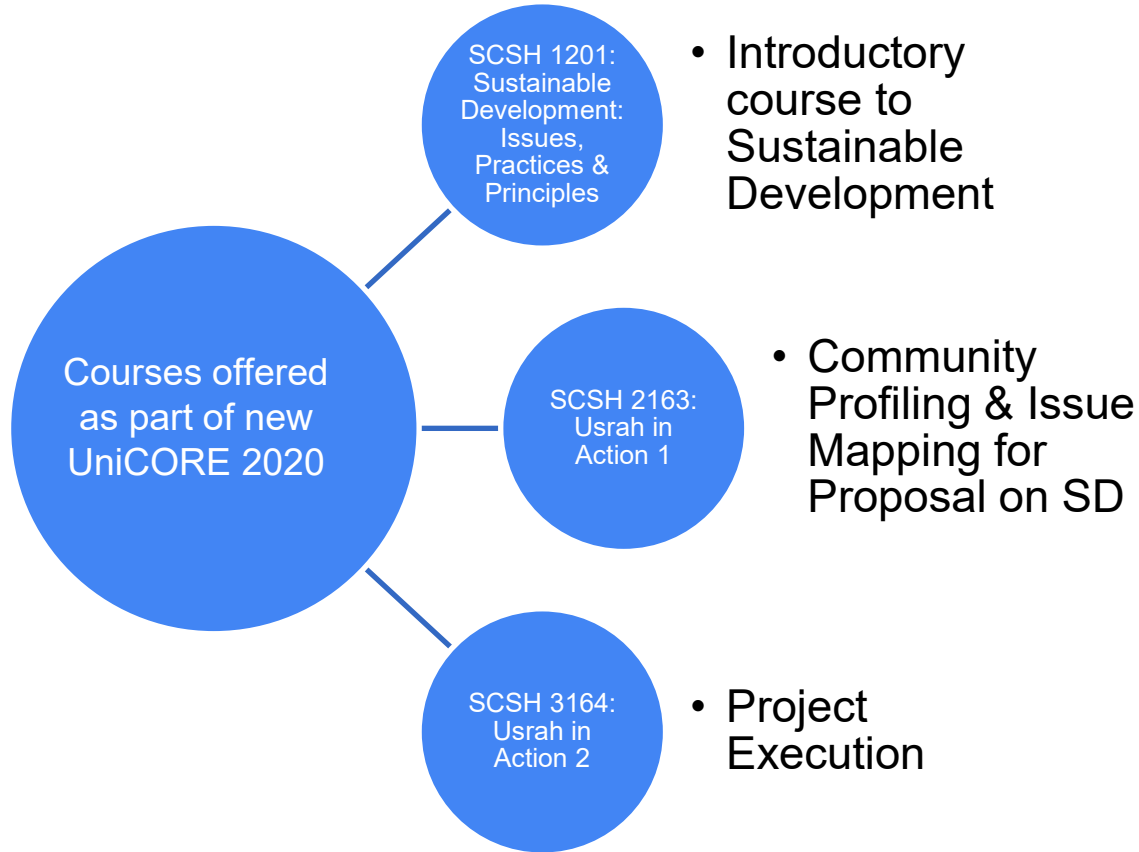 SCSH 1201:
Sustainable
Development:
Issues,
Practices &
Principles
• Introductory
course to
Sustainable
Development
Courses offered
as part of new
UniCORE 2020
SCSH 2163:
Usrah in
Action 1
• Community
Profiling & Issue
Mapping for
Proposal on SD
SCSH 3164:
Usrah in
Action 2
• Project
Execution